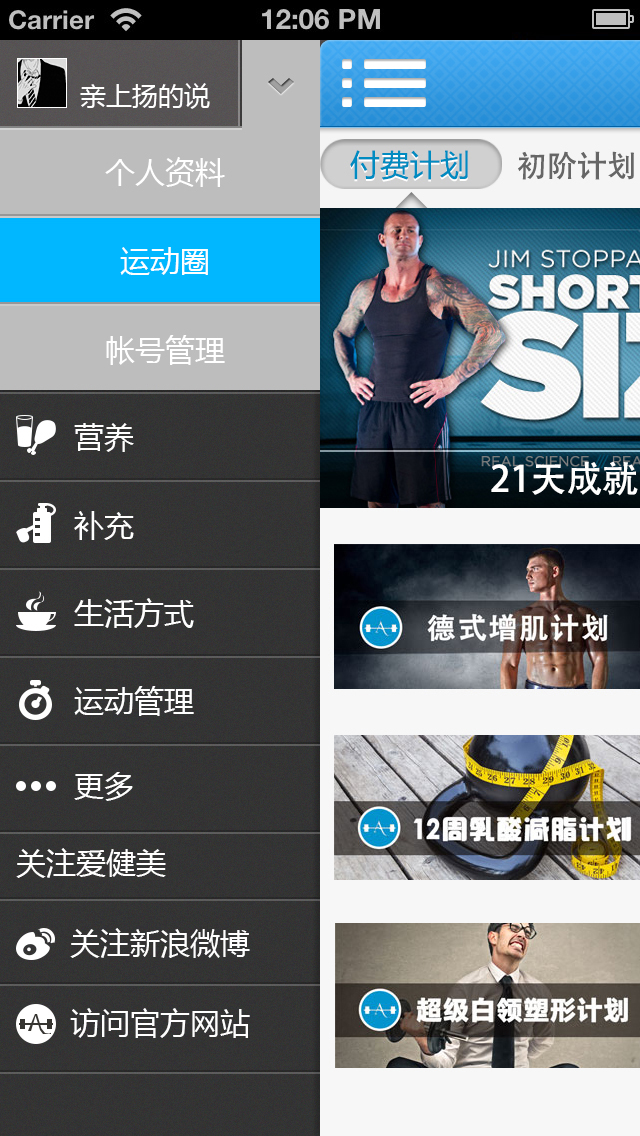 Carrier
12:06 PM
亲上扬的说
个人资料
运动圈
帐号管理
营养
补充
生活方式
运动管理
更多
关注爱健美
关注新浪微博
访问官方网站
付费计划
初阶计划
JIM STOPPA
SHORT
SIZ
REAL SCIENCE // REA
21天成就
德式增肌计划
12周乳酸减脂计划
超级白领塑形计划